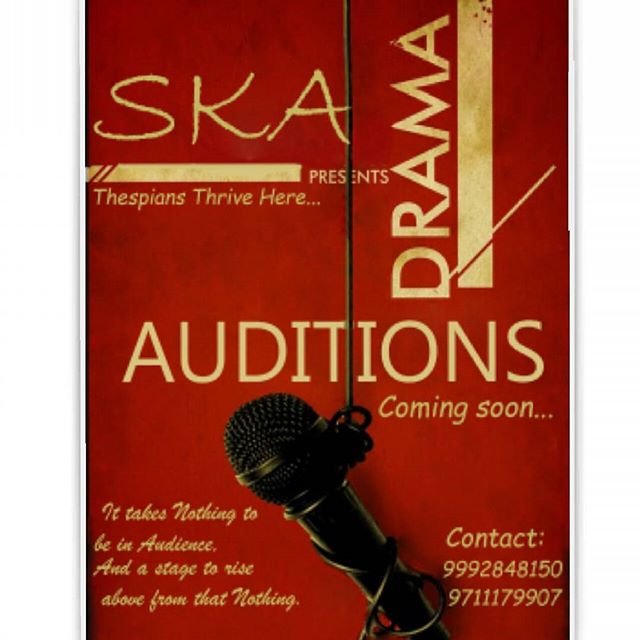 SKA
PRESENTS
DRAMA
Thespians Thrive Here...
AUDITIONS
Coming soon...
It takes Nothing to
be in Audience,
And a stage to rise
above from that Nothing.
Contact:
9992848150
9711179907